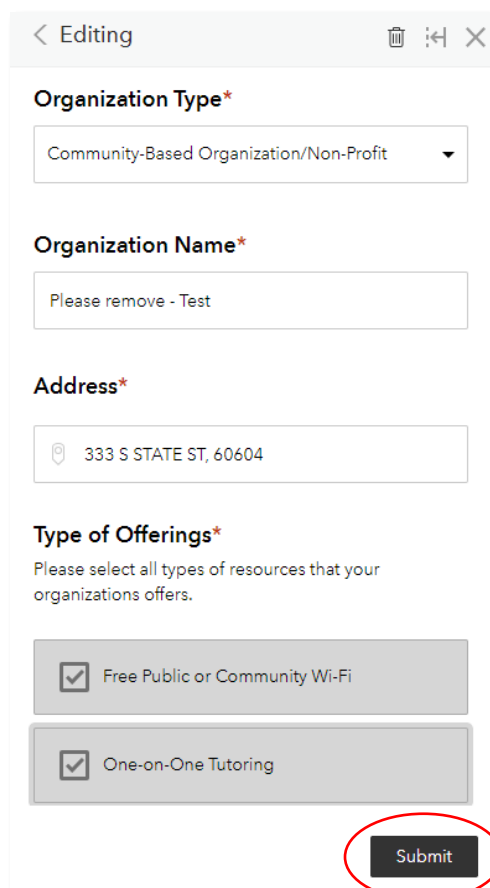 Editing
Organization Type*
Community-Based Organization/Non-Profit
Organization Name*
Please remove - Test
Address*
333 S STATE ST, 60604
Type of Offerings*
Please select all types of resources that your
organizations offers.
Free Public or Community Wi-Fi
One-on-One Tutoring
Submit